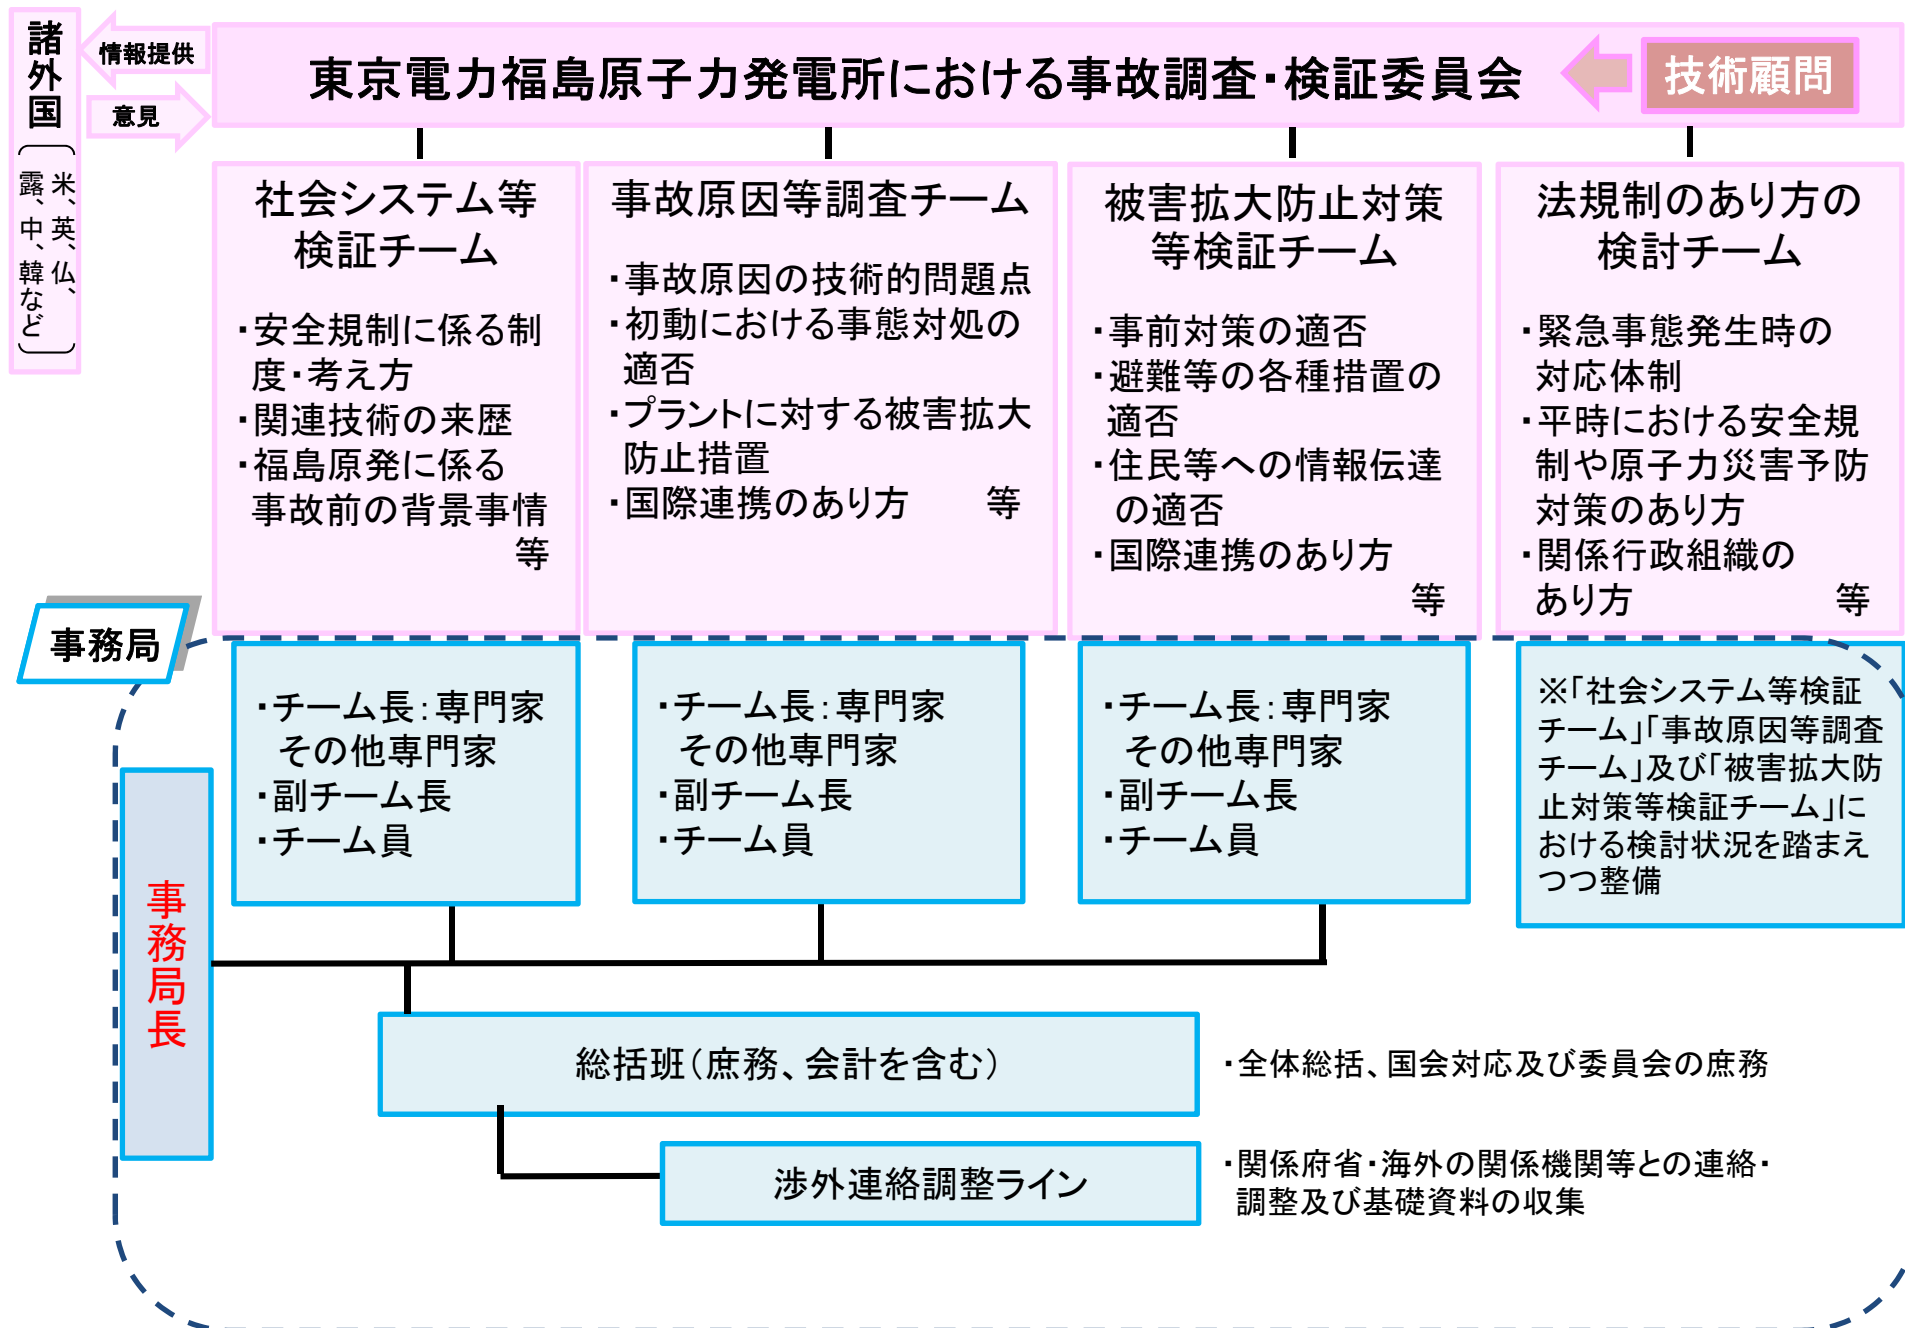 諸外国
米、英、仏、
露、中、韓など
情報提供
意見
東京電力福島原子力発電所における事故調査・検証委員会
技術顧問
社会システム等
検証チーム
・安全規制に係る制
度・考え方
・関連技術の来歴
・福島原発に係る
事故前の背景事情
等
事故原因等調査チーム
・事故原因の技術的問題点
・初動における事態対処の
適否
・プラントに対する被害拡大
防止措置
・国際連携のあり方 等
被害拡大防止対策
等検証チーム
・事前対策の適否
・避難等の各種措置の
適否
・住民等への情報伝達
の適否
・国際連携のあり方
等
法規制のあり方の
検討チーム
・緊急事態発生時の
対応体制
・平時における安全規
制や原子力災害予防
対策のあり方
・関係行政組織の
あり方 等
事務局
・チーム長：専門家
その他専門家
・副チーム長
・チーム員
・チーム長：専門家
その他専門家
・副チーム長
・チーム員
・チーム長：専門家
その他専門家
・副チーム長
・チーム員
※「社会システム等検証
チーム」「事故原因等調査
チーム」及び「被害拡大防
止対策等検証チーム」に
おける検討状況を踏まえ
つつ整備
事務局長
総括班（庶務、会計を含む）
・全体総括、国会対応及び委員会の庶務
渉外連絡調整ライン
・関係府省・海外の関係機関等との連絡・
調整及び基礎資料の収集